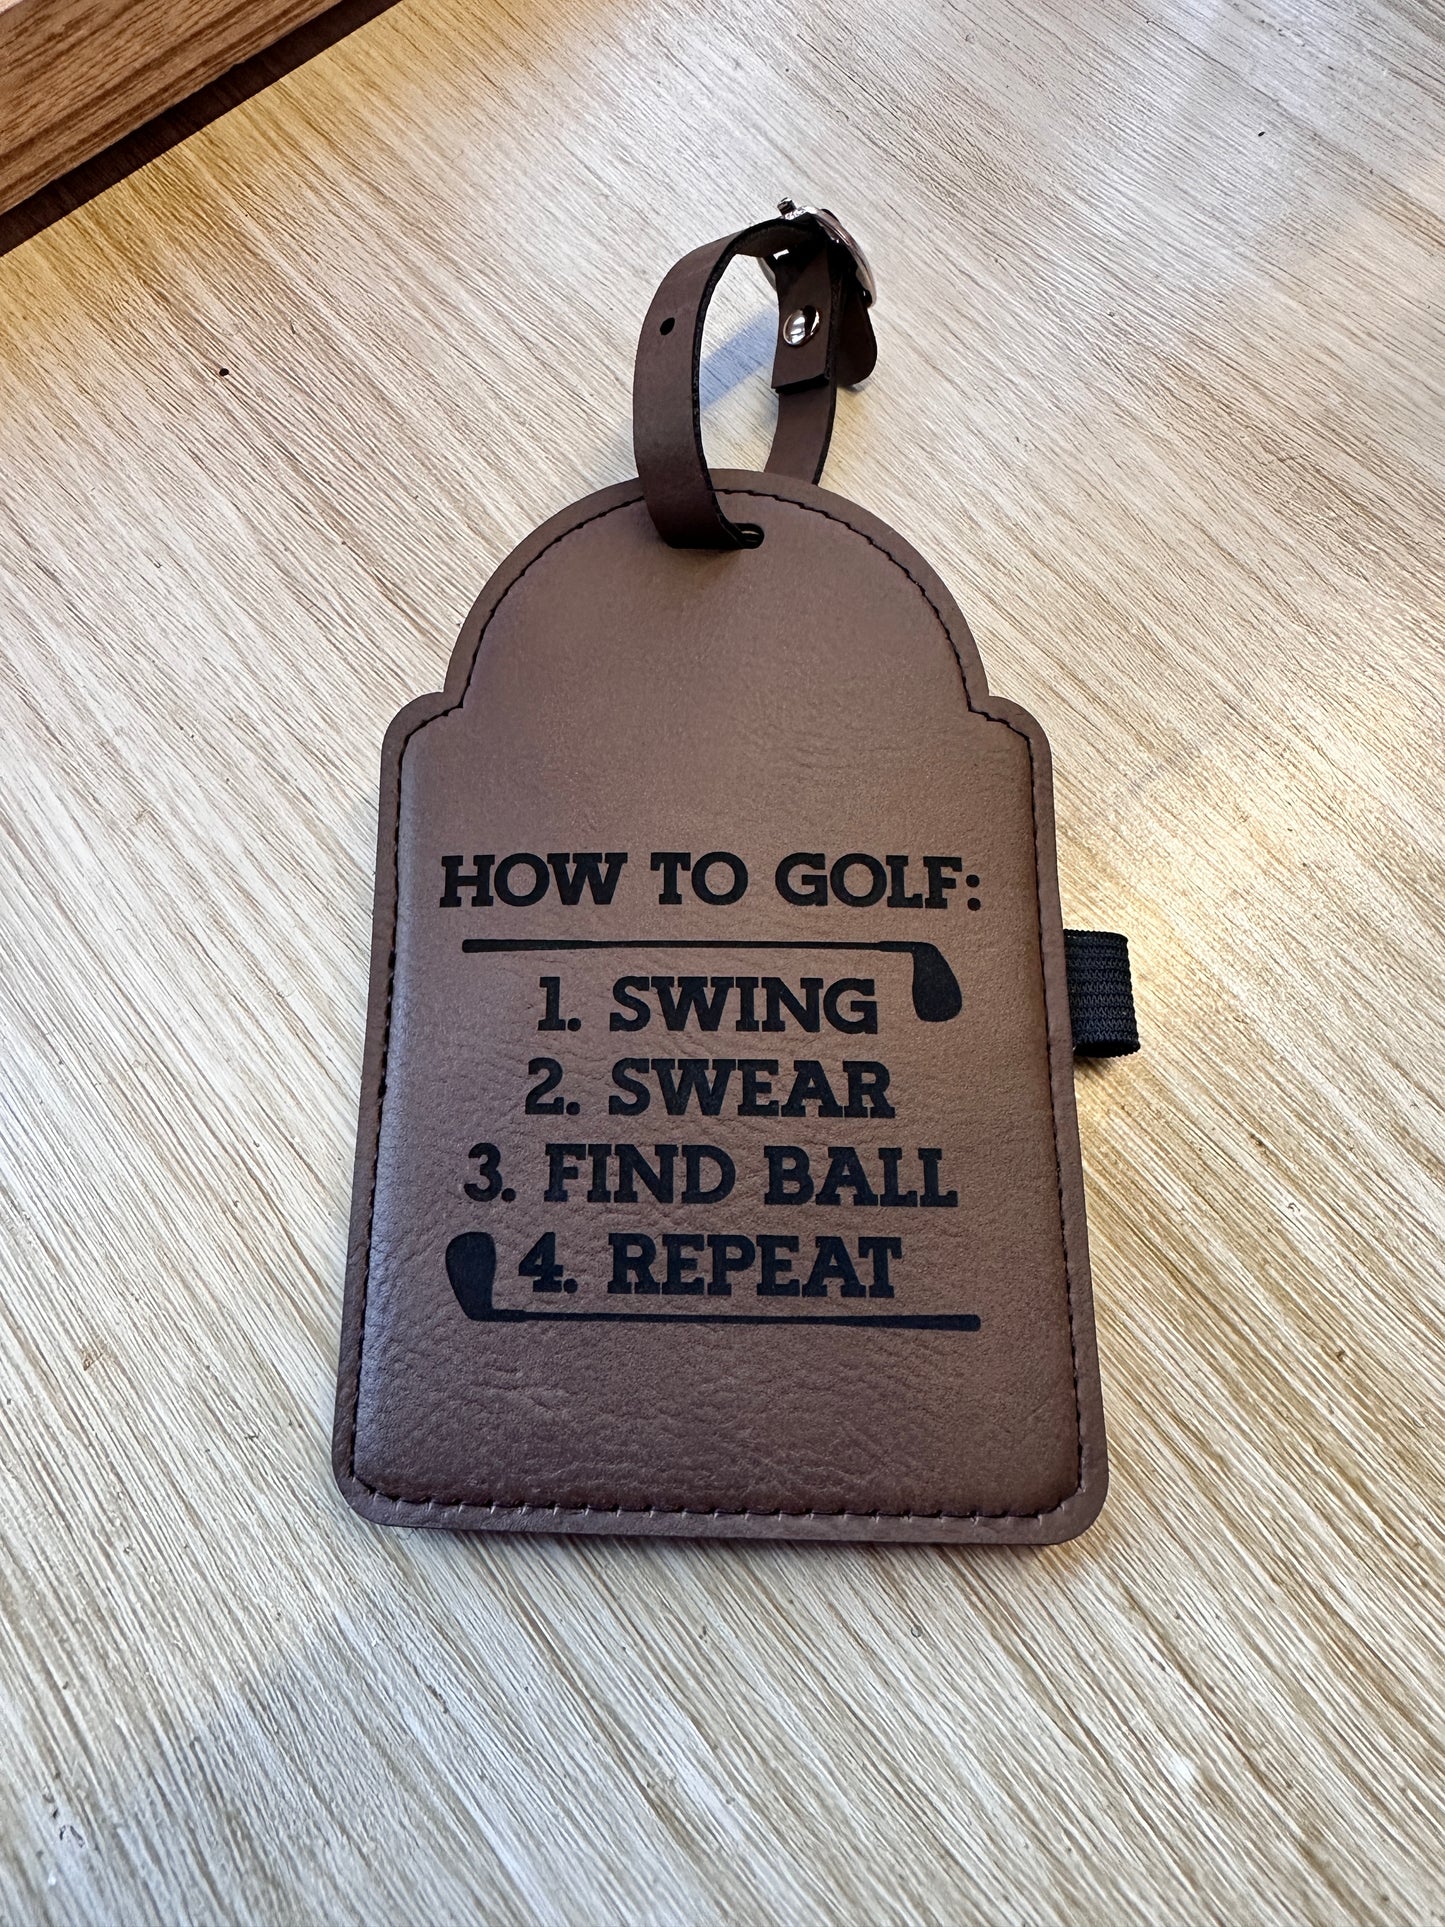 HOW TO GOLF:
1. SWING
2. SWEAR
3. FIND BALL
4. REPEAT